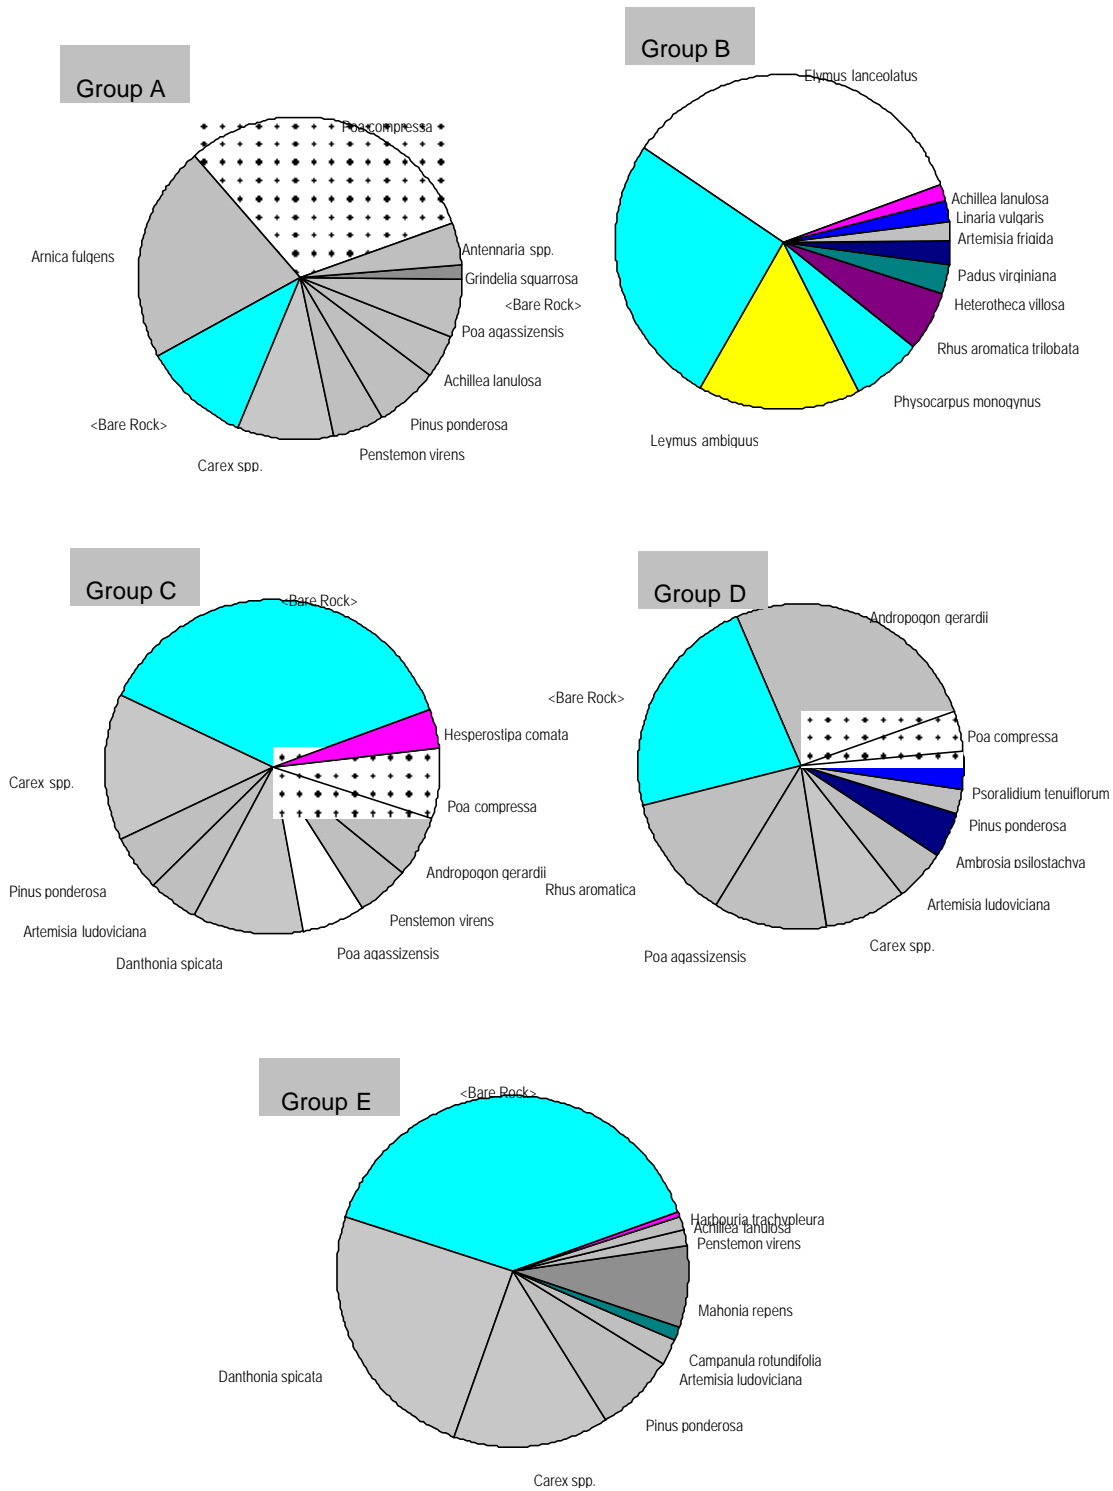 Group A
Poa compressa
Arnica fulgens
Antennaria spp.
Grindelia squarrosa
<Bare Rock>
Poa agassizensis
Achillea lanulosa
<Bare Rock>
Pinus ponderosa
Penstemon virens
Carex spp.
Group B
Elymus lanceolatus
Achillea lanulosa
Linaria vulgaris
Artemisia frigida
Padus virginiana
Heterotheca villosa
Rhus aromatica trilobata
Physocarpus monogynus
Leymus ambiguus
Group C
<Bare Rock>
Hesperostipa comata
Carex spp.
Poa compressa
Andropogon gerardii
Pinus ponderosa
Penstemon virens
Artemisia ludoviciana
Poa agassizensis
Danthonia spicata
Group D
Andropogon gerardii
<Bare Rock>
Poa compressa
Psoralidium tenuiflorum
Pinus ponderosa
Ambrosia psilostachya
Rhus aromatica
Artemisia ludoviciana
Carex spp.
Poa agassizensis
Group E
<Bare Rock>
Harbouria trachypleura
Achillea lanulosa
Penstemon virens
Mahonia repens
Campanula rotundifolia
Danthonia spicata
Artemisia ludoviciana
Pinus ponderosa
Carex spp.